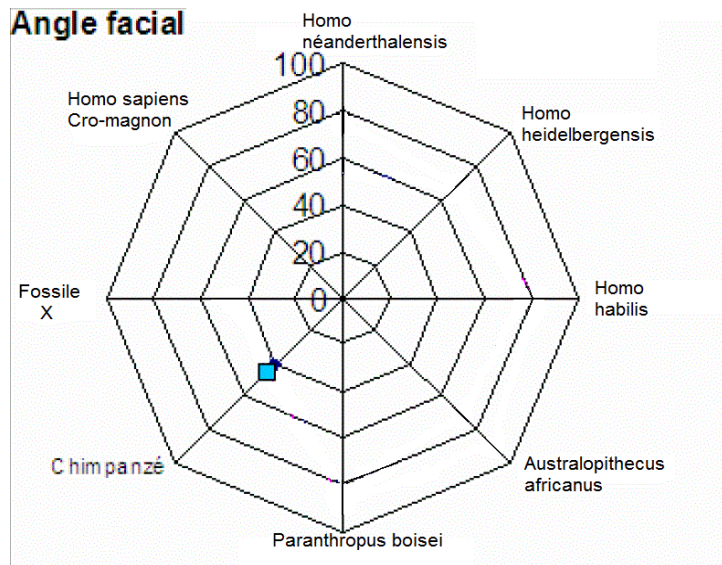 Angle facial
Homo
néanderthalensis
100
Homo sapiens
Cro-magnon
80
Homo
heidelbergensis
60
40
20
Fossile
X
0
Homo
habilis
Chimpanzé
Australopithecus
africanus
Paranthropus boisei